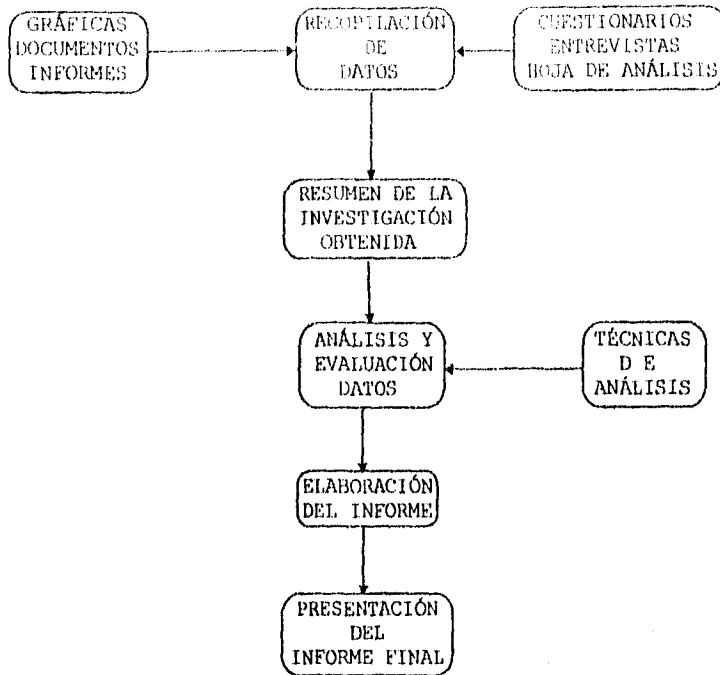 GRÁFICAS
DOCUMENTOS
INFORMES
RECOPILACIÓN
DE
DATOS
CUESTIONARIOS
ENTREVISTAS
HOJA DE ANÁLISIS
RESUMEN DE LA
INVESTIGACIÓN
OBTENIDA
ANÁLISIS Y
EVALUACIÓN
DATOS
TÉCNICAS
D E
ANÁLISIS
ELABORACIÓN
DEL INFORME
PRESENTACIÓN
DEL
INFORME FINAL